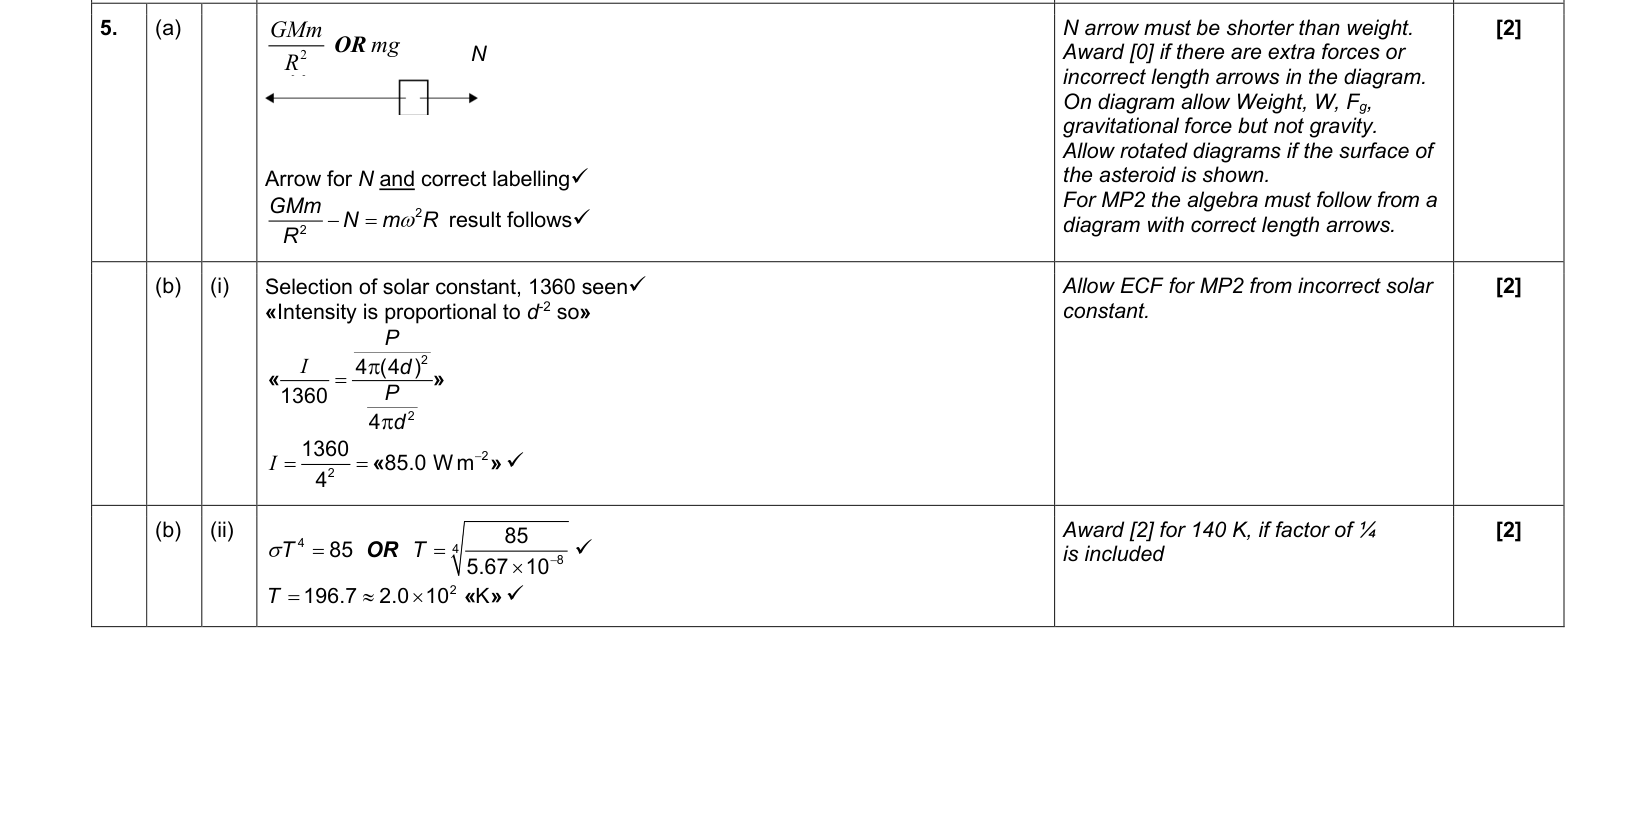 5. (a) GMm/R² OR mg N N arrow must be shorter than weight. [2]
Award [0] if there are extra forces or
incorrect length arrows in the diagram.
On diagram allow Weight, W, Fg,
gravitational force but not gravity.
Allow rotated diagrams if the surface of
the asteroid is shown.
For MP2 the algebra must follow from a
diagram with correct length arrows.
Arrow for N and correct labelling✓
GMm/R² − N = mω²R result follows✓
(b) (i) Selection of solar constant, 1360 seen✓ Allow ECF for MP2 from incorrect solar [2]
constant.
«Intensity is proportional to d⁻² so»
«I/1360 = (P/4π(4d)²)/(P/4πd²)»
I = 1360/4² = «85.0 W m⁻²» ✓
(b) (ii) σT⁴ = 85 OR T = ⁴√(85/5.67×10⁻⁸) ✓ Award [2] for 140 K, if factor of ¼ [2]
is included
T = 196.7 ≈ 2.0×10² «K» ✓